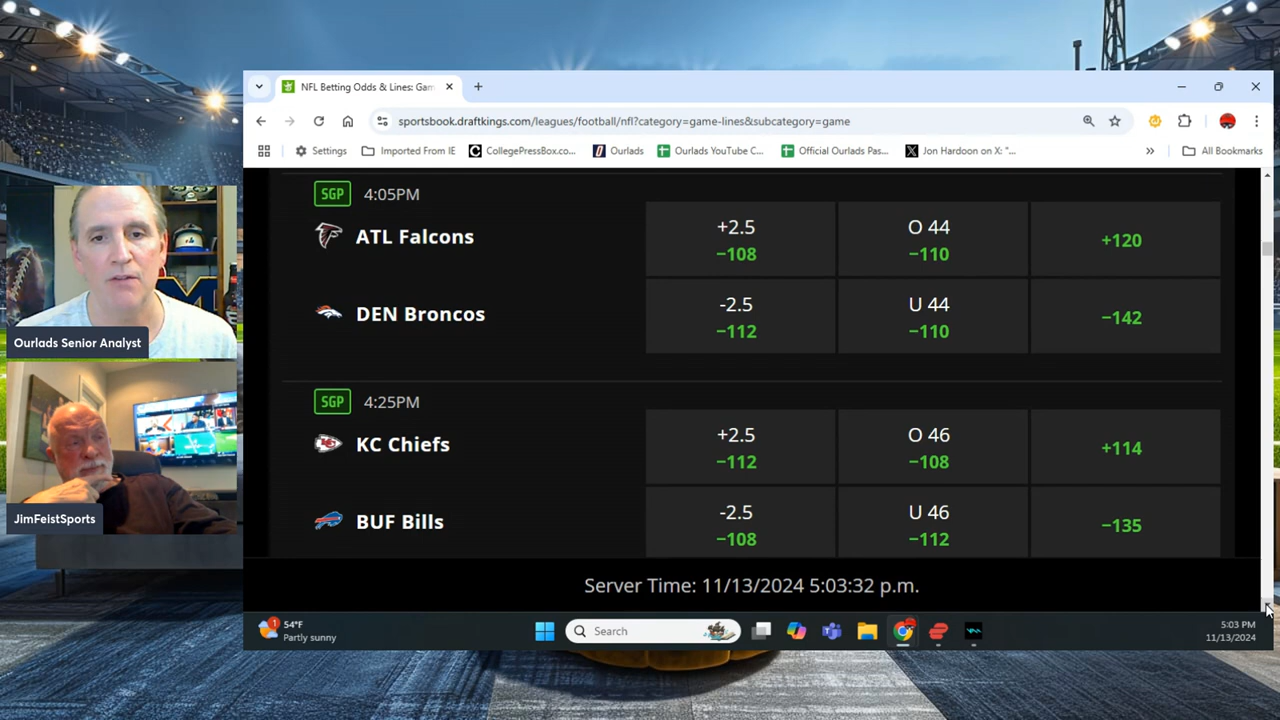 NFL Betting Odds & Lines: Gam
sportsbook.draftkings.com/leagues/football/nfl?category=game-lines&subcategory=game
Settings
Imported From IE
CollegePressBox.co...
Ourlads
Ourlads YouTube C...
Official Ourlads Pas...
Jon Hardoon on X: "...
All Bookmarks
SGP 4:05PM
ATL Falcons
+2.5
−108
O 44
−110
+120
DEN Broncos
-2.5
−112
U 44
−110
−142
SGP 4:25PM
KC Chiefs
+2.5
−112
O 46
−108
+114
BUF Bills
-2.5
−108
U 46
−112
−135
Server Time: 11/13/2024 5:03:32 p.m.
Ourlads Senior Analyst
JimFeistSports
1
54°F
Partly sunny
Search
5:03 PM
11/13/2024